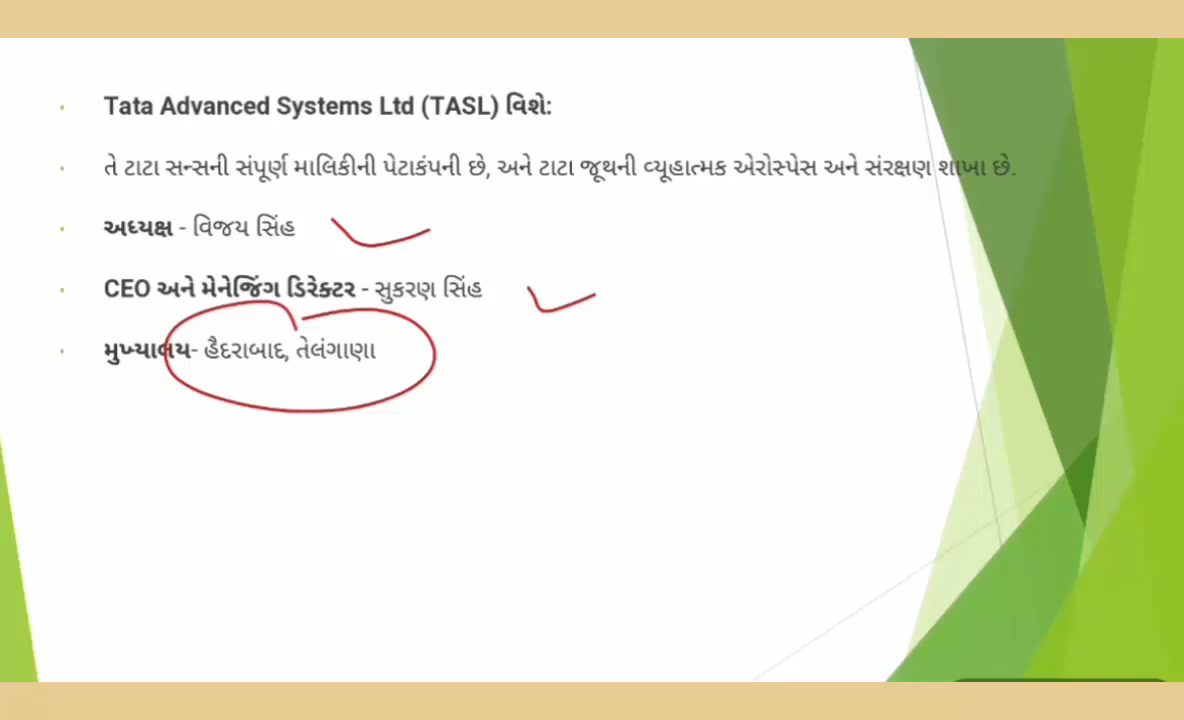 · Tata Advanced Systems Ltd (TASL) વિશે:
· તે ટાટા સન્સની સંપૂર્ણ માલિકીની પેટાકંપની છે, અને ટાટા જૂથની વ્યૂહાત્મક એરોસ્પેસ અને સંરક્ષણ શાખા છે.
· અધ્યક્ષ - વિજય સિંહ
· CEO અને મેનેજિંગ ડિરેક્ટર - સુકરણ સિંહ
· મુખ્યાલય- હૈદરાબાદ, તેલંગાણા